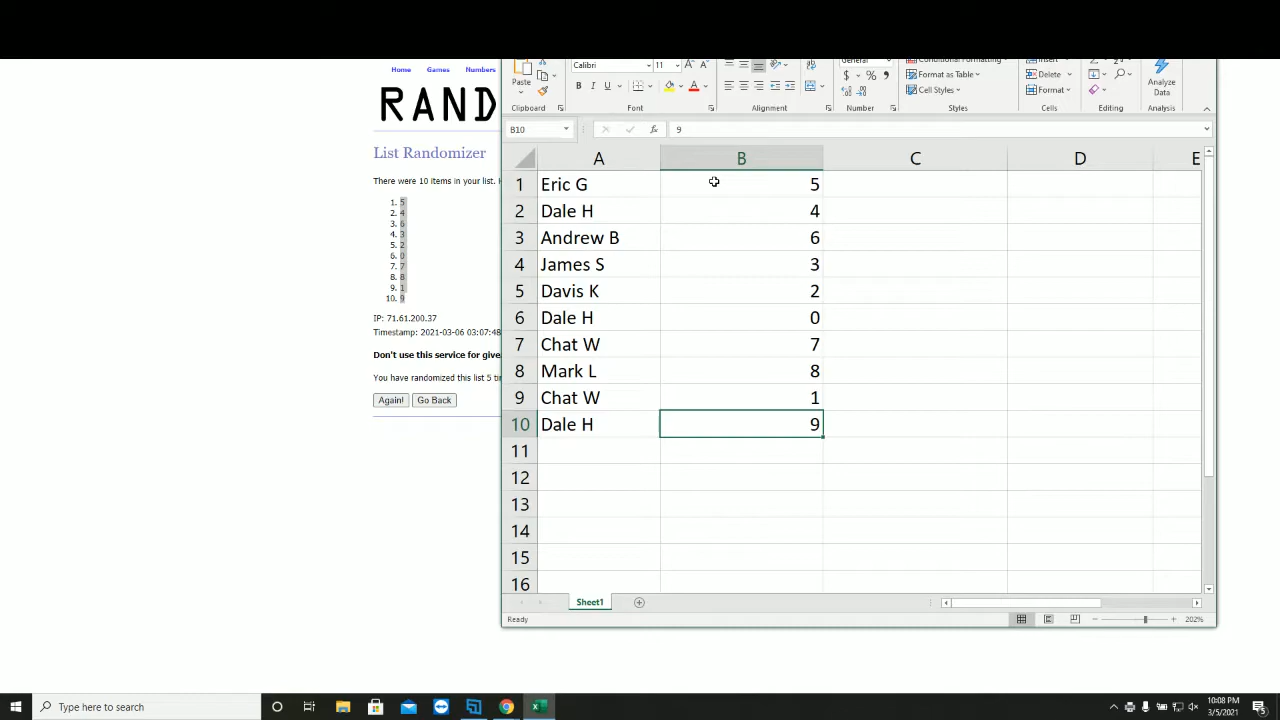 Home Games Numbers
RAND
List Randomizer
There were 10 items in your list.
1. 5
2. 4
3. 6
4. 3
5. 2
6. 0
7. 7
8. 8
9. 1
10. 9
IP: 71.61.200.37
Timestamp: 2021-03-06 03:07:48
Don't use this service for give
You have randomized this list 5 ti
Again! Go Back
Paste
Calibri 11
B I U
General
$ % 9
Conditional Formatting
Format as Table
Cell Styles
Insert
Delete
Format
Analyze
Data
Clipboard Font Alignment Number Styles Cells Editing Analysis
B10 fx 9
A B C D E
1 Eric G 5
2 Dale H 4
3 Andrew B 6
4 James S 3
5 Davis K 2
6 Dale H 0
7 Chat W 7
8 Mark L 8
9 Chat W 1
10 Dale H 9
11
12
13
14
15
16
Sheet1
Ready 202%
Type here to search
10:08 PM
3/5/2021
5